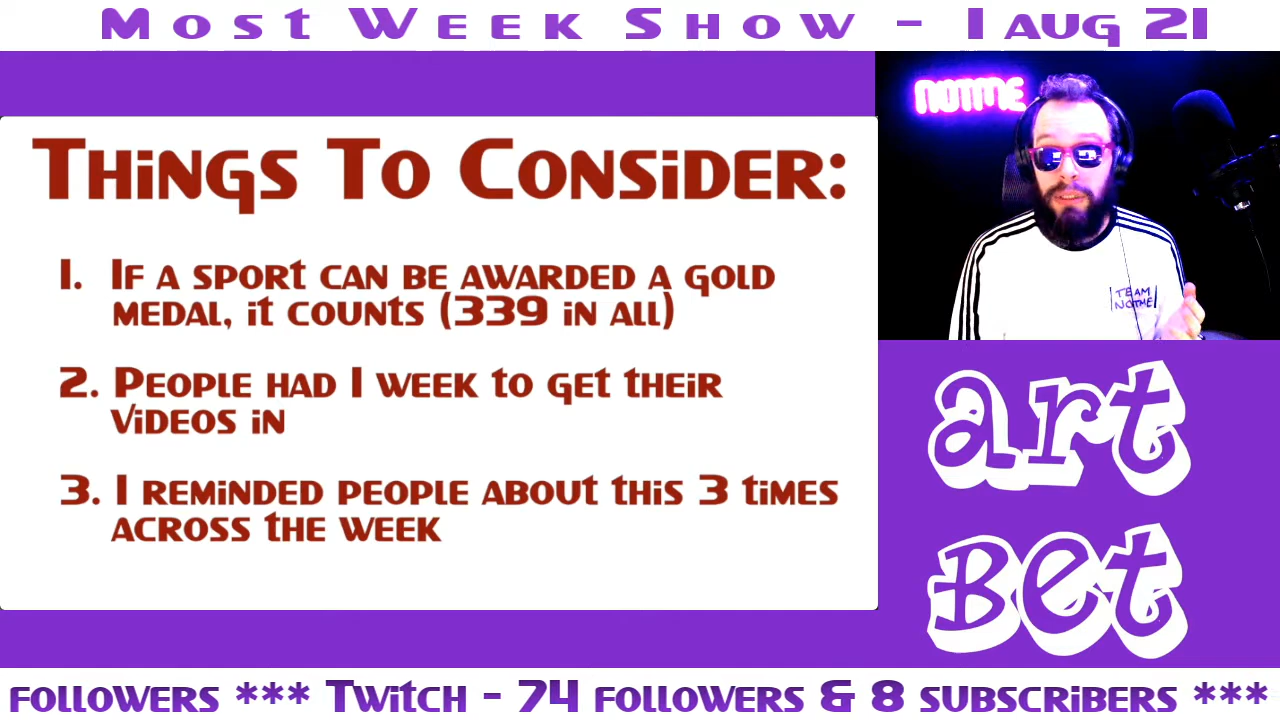 Most Week Show - 1 Aug 21
NOTME
Things To Consider:
1. If a sport can be awarded a gold
medal, it counts (339 in all)
2. People had 1 week to get their
videos in
3. I reminded people about this 3 times
across the week
TEAM
NOTME
art
Bet
followers *** Twitch - 74 followers & 8 subscribers ***